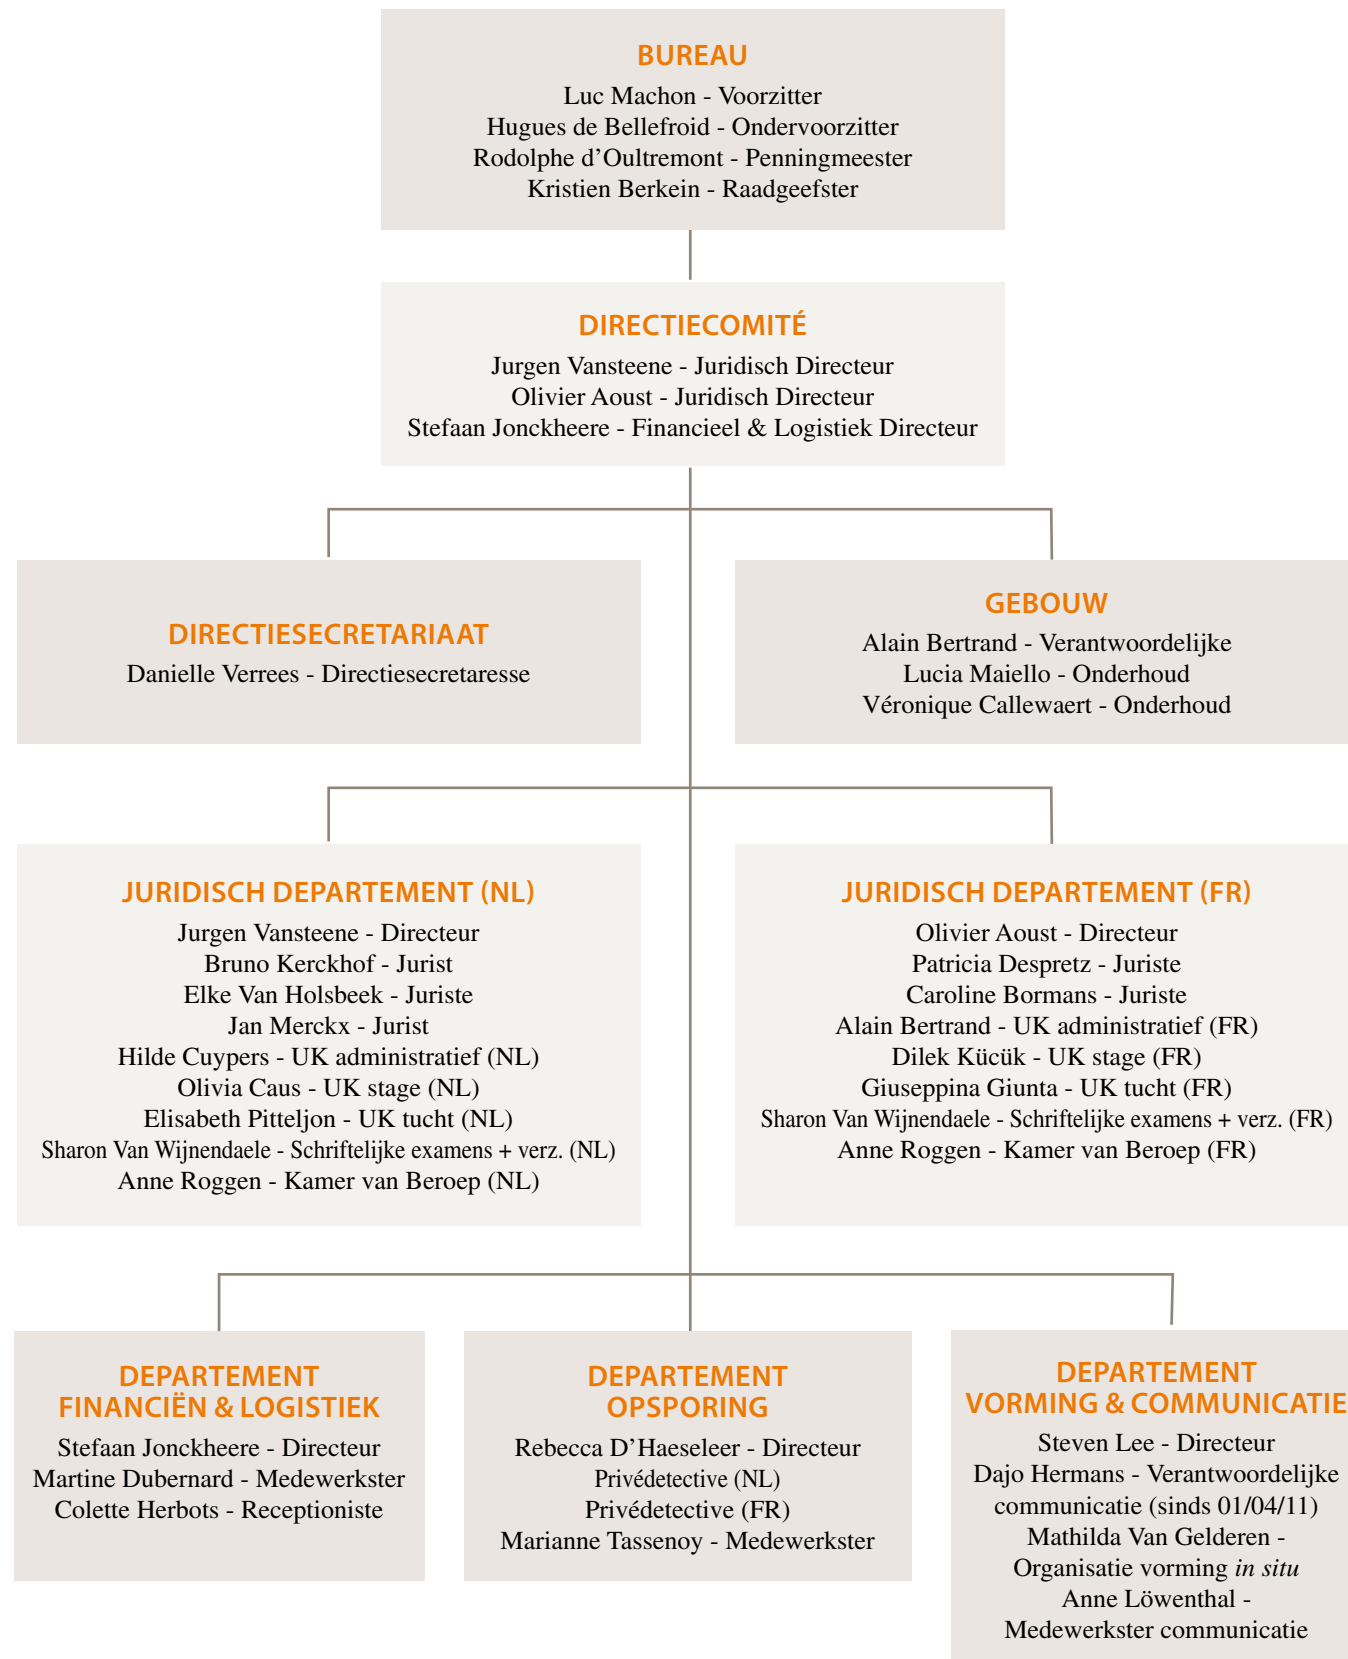 BUREAU
Luc Machon - Voorzitter
Hugues de Bellefroid - Ondervoorzitter
Rodolphe d’Oultremont - Penningmeester
Kristien Berkein - Raadgeefster
DIRECTIECOMITÉ
Jurgen Vansteene - Juridisch Directeur
Olivier Aoust - Juridisch Directeur
Stefaan Jonckheere - Financieel & Logistiek Directeur
DIRECTIESECRETARIAAT
Danielle Verrees - Directiesecretaresse
GEBOUW
Alain Bertrand - Verantwoordelijke
Lucia Maiello - Onderhoud
Véronique Callewaert - Onderhoud
JURIDISCH DEPARTEMENT (NL)
Jurgen Vansteene - Directeur
Bruno Kerckhof - Jurist
Elke Van Holsbeek - Juriste
Jan Merckx - Jurist
Hilde Cuypers - UK administratief (NL)
Olivia Caus - UK stage (NL)
Elisabeth Pitteljon - UK tucht (NL)
Sharon Van Wijnendaele - Schriftelijke examens + verz. (NL)
Anne Roggen - Kamer van Beroep (NL)
JURIDISCH DEPARTEMENT (FR)
Olivier Aoust - Directeur
Patricia Despretz - Juriste
Caroline Bormans - Juriste
Alain Bertrand - UK administratief (FR)
Dilek Kücük - UK stage (FR)
Giuseppina Giunta - UK tucht (FR)
Sharon Van Wijnendaele - Schriftelijke examens + verz. (FR)
Anne Roggen - Kamer van Beroep (FR)
DEPARTEMENT
FINANCIËN & LOGISTIEK
Stefaan Jonckheere - Directeur
Martine Dubernard - Medewerkster
Colette Herbots - Receptioniste
DEPARTEMENT
OPSPORING
Rebecca D’Haeseleer - Directeur
Privédetective (NL)
Privédetective (FR)
Marianne Tassenoy - Medewerkster
DEPARTEMENT
VORMING & COMMUNICATIE
Steven Lee - Directeur
Dajo Hermans - Verantwoordelijke
communicatie (sinds 01/04/11)
Mathilda Van Gelderen -
Organisatie vorming in situ
Anne Löwenthal -
Medewerkster communicatie